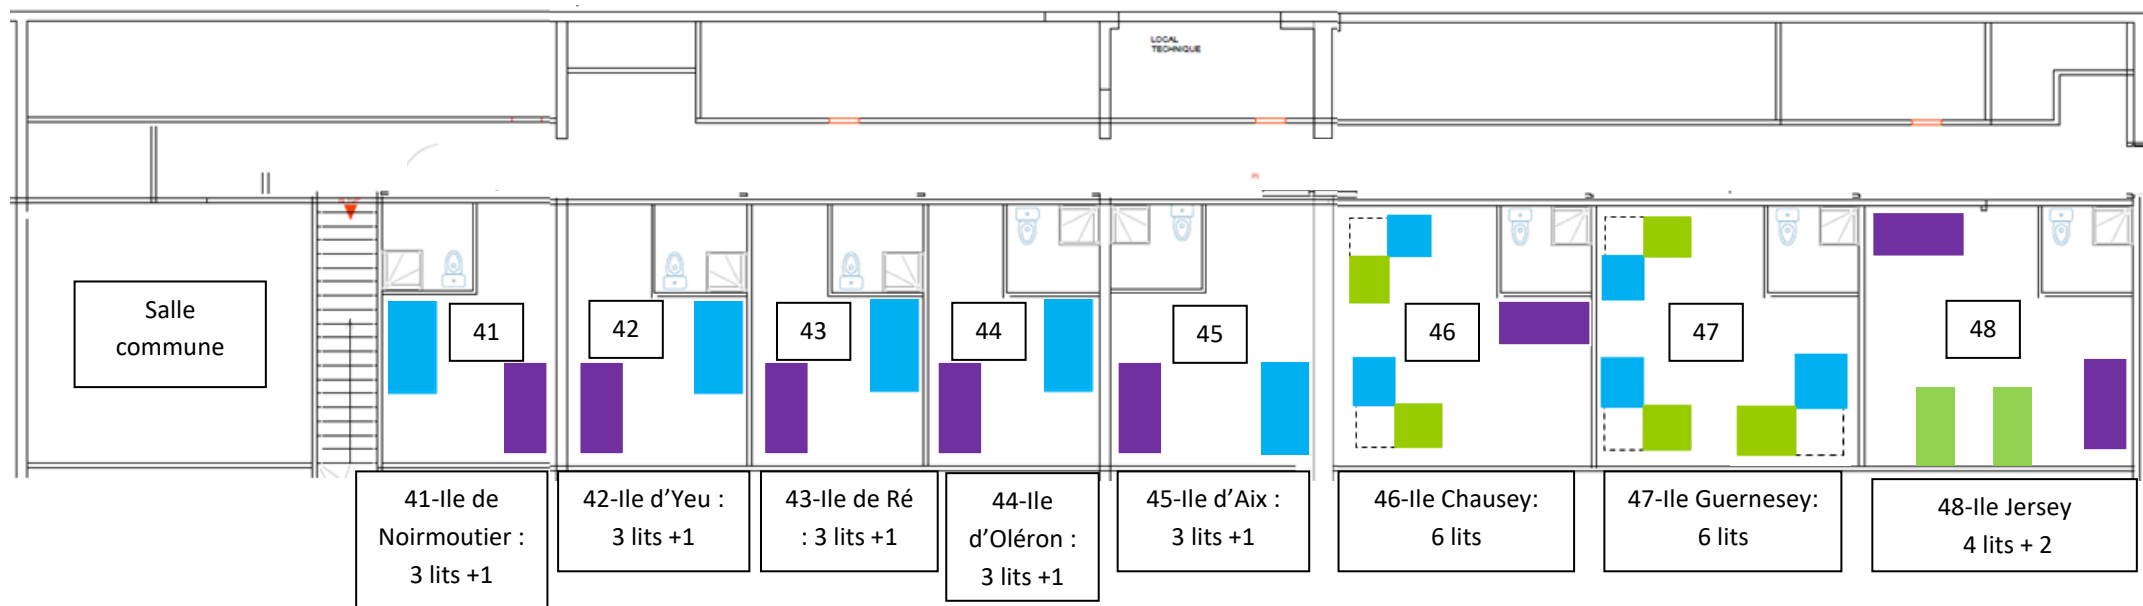 LOCAL
TECHNIQUE
Salle
commune
41
42
43
44
45
46
47
48
41-Ile de
Noirmoutier :
3 lits +1
42-Ile d’Yeu :
3 lits +1
43-Ile de Ré
: 3 lits +1
44-Ile
d’Oléron :
3 lits +1
45-Ile d’Aix :
3 lits +1
46-Ile Chausey:
6 lits
47-Ile Guernesey:
6 lits
48-Ile Jersey
4 lits + 2